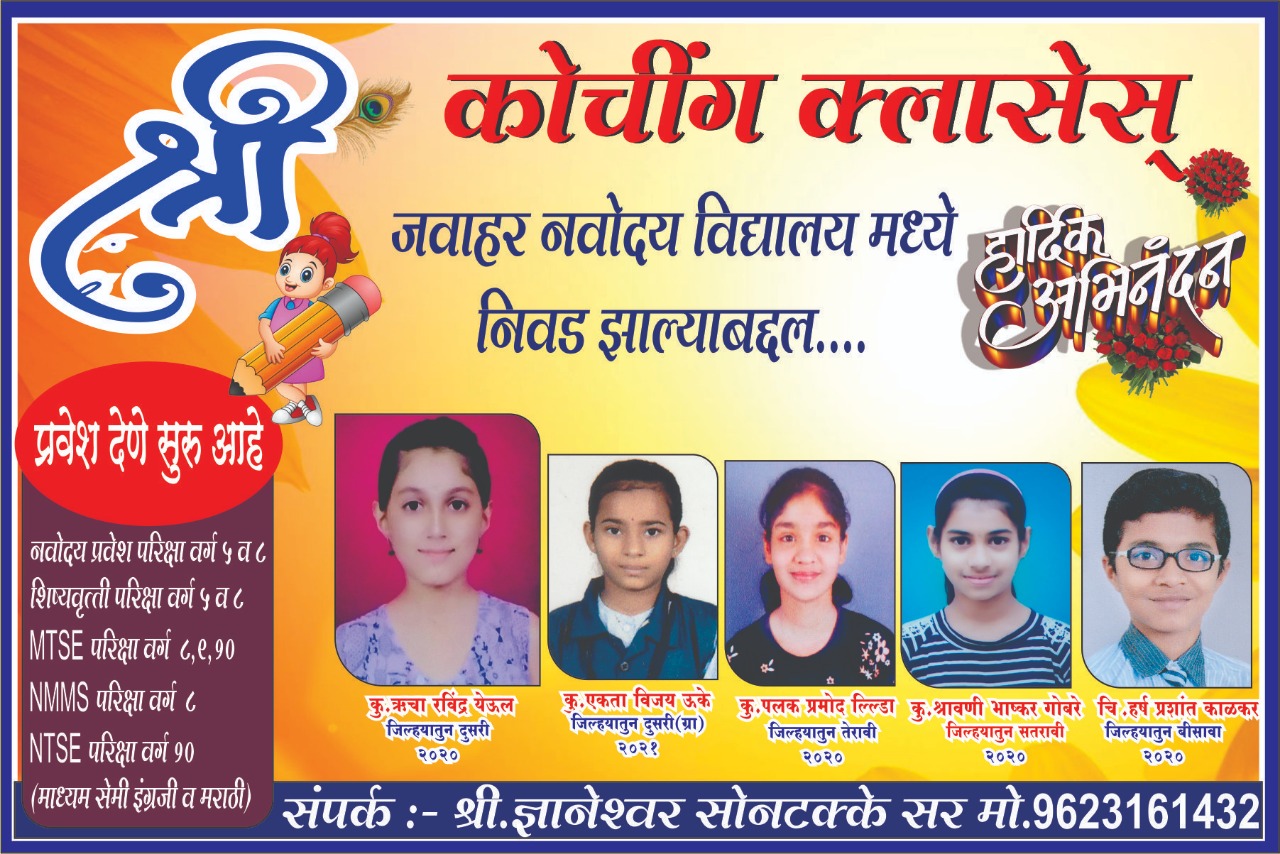 श्री
कोचींग क्लासेस्
जवाहर नवोदय विद्यालय मध्ये
निवड झाल्याबद्दल....
हार्दिक
अभिनंदन
प्रवेश देणे सुरु आहे
नवोदय प्रवेश परिक्षा वर्ग ५ व ८
शिष्यवृत्ती परिक्षा वर्ग ५ व ८
MTSE परिक्षा वर्ग ८,९,१०
NMMS परिक्षा वर्ग ८
NTSE परिक्षा वर्ग १०
(माध्यम सेमी इंग्रजी व मराठी)
कु.ऋचा रविंद्र येऊल
जिल्हयातुन दुसरी
२०२०
कु.एकता विजय ऊके
जिल्हयातुन दुसरी(ग्रा)
२०२१
कु.पलक प्रमोद ल्ल्डिा
जिल्हयातुन तेरावी
२०२०
कु.श्रावणी भाष्कर गोबरे
जिल्हयातुन सतरावी
२०२०
चि .हर्ष प्रशांत काळकर
जिल्हयातुन बीसावा
२०२०
संपर्क :- श्री.ज्ञानेश्वर सोनटक्के सर मो.9623161432